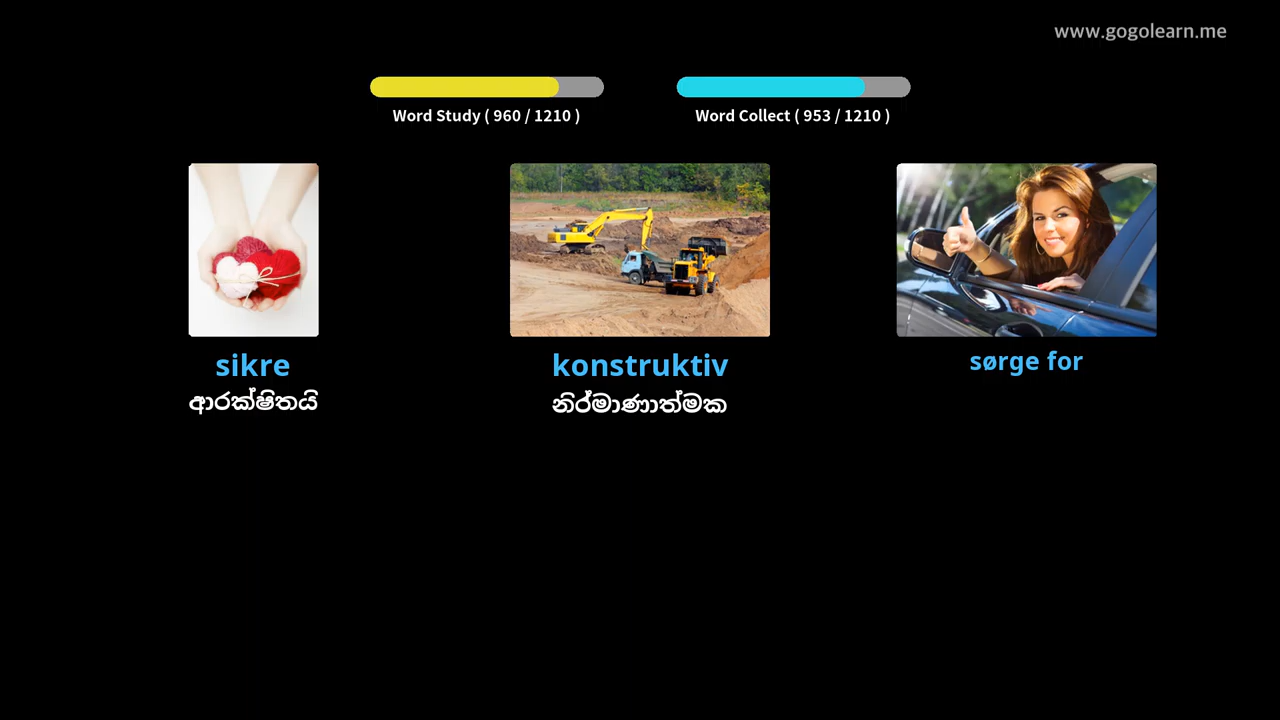 www.gogolearn.me
Word Study ( 960 / 1210 )
Word Collect ( 953 / 1210 )
sikre
ආරක්ෂිතයි
konstruktiv
නිර්මාණාත්මක
sørge for